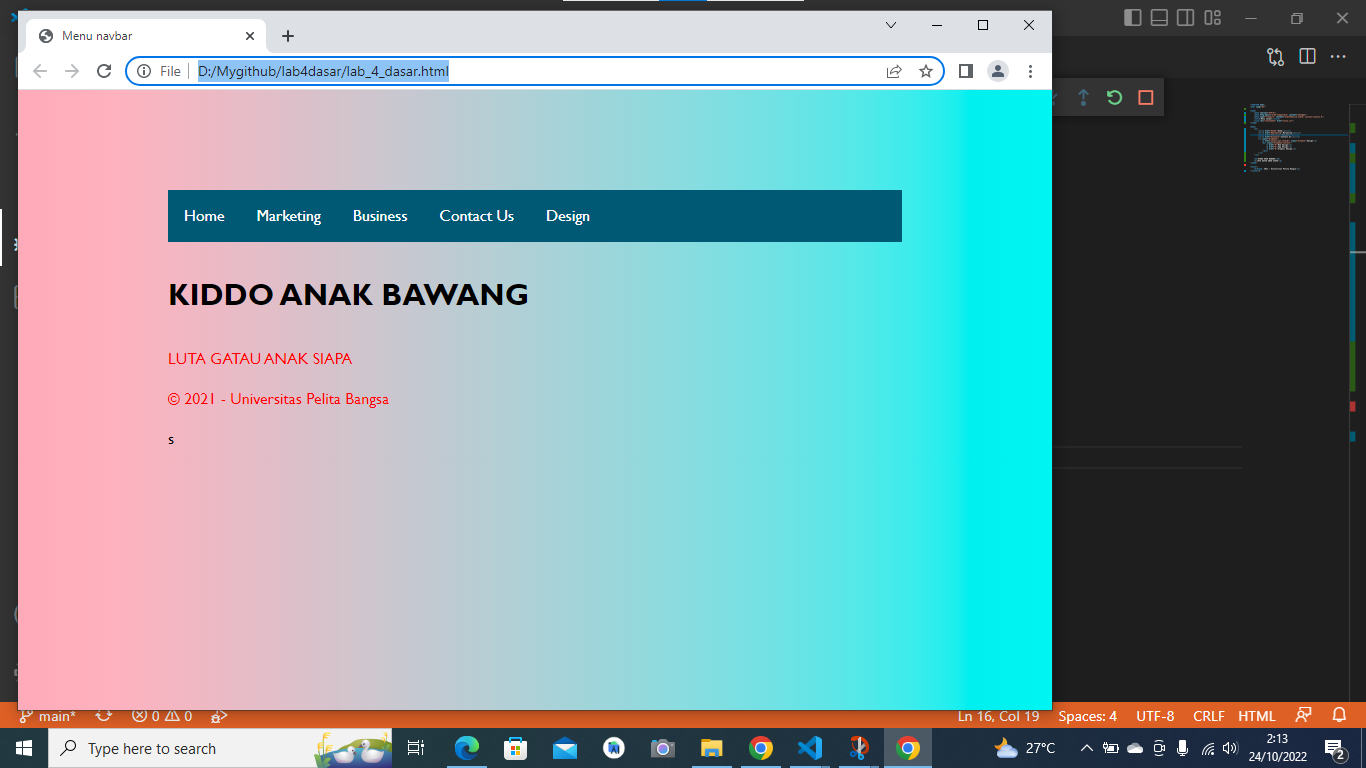 Menu navbar
File D:/Mygithub/lab4dasar/lab_4_dasar.html
Home Marketing Business Contact Us Design
KIDDO ANAK BAWANG
LUTA GATAU ANAK SIAPA
© 2021 - Universitas Pelita Bangsa
s
main* 0 0 Ln 16, Col 19 Spaces: 4 UTF-8 CRLF HTML
Type here to search 27°C 2:13
24/10/2022 2